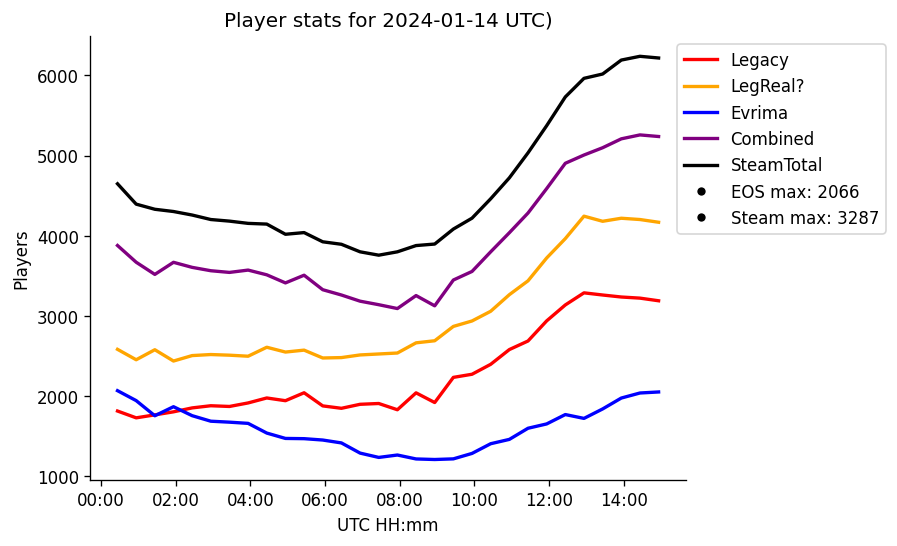 Player stats for 2024-01-14 UTC)
Legacy
LegReal?
Evrima
Combined
SteamTotal
EOS max: 2066
Steam max: 3287
Players
6000
5000
4000
3000
2000
1000
00:00 02:00 04:00 06:00 08:00 10:00 12:00 14:00
UTC HH:mm